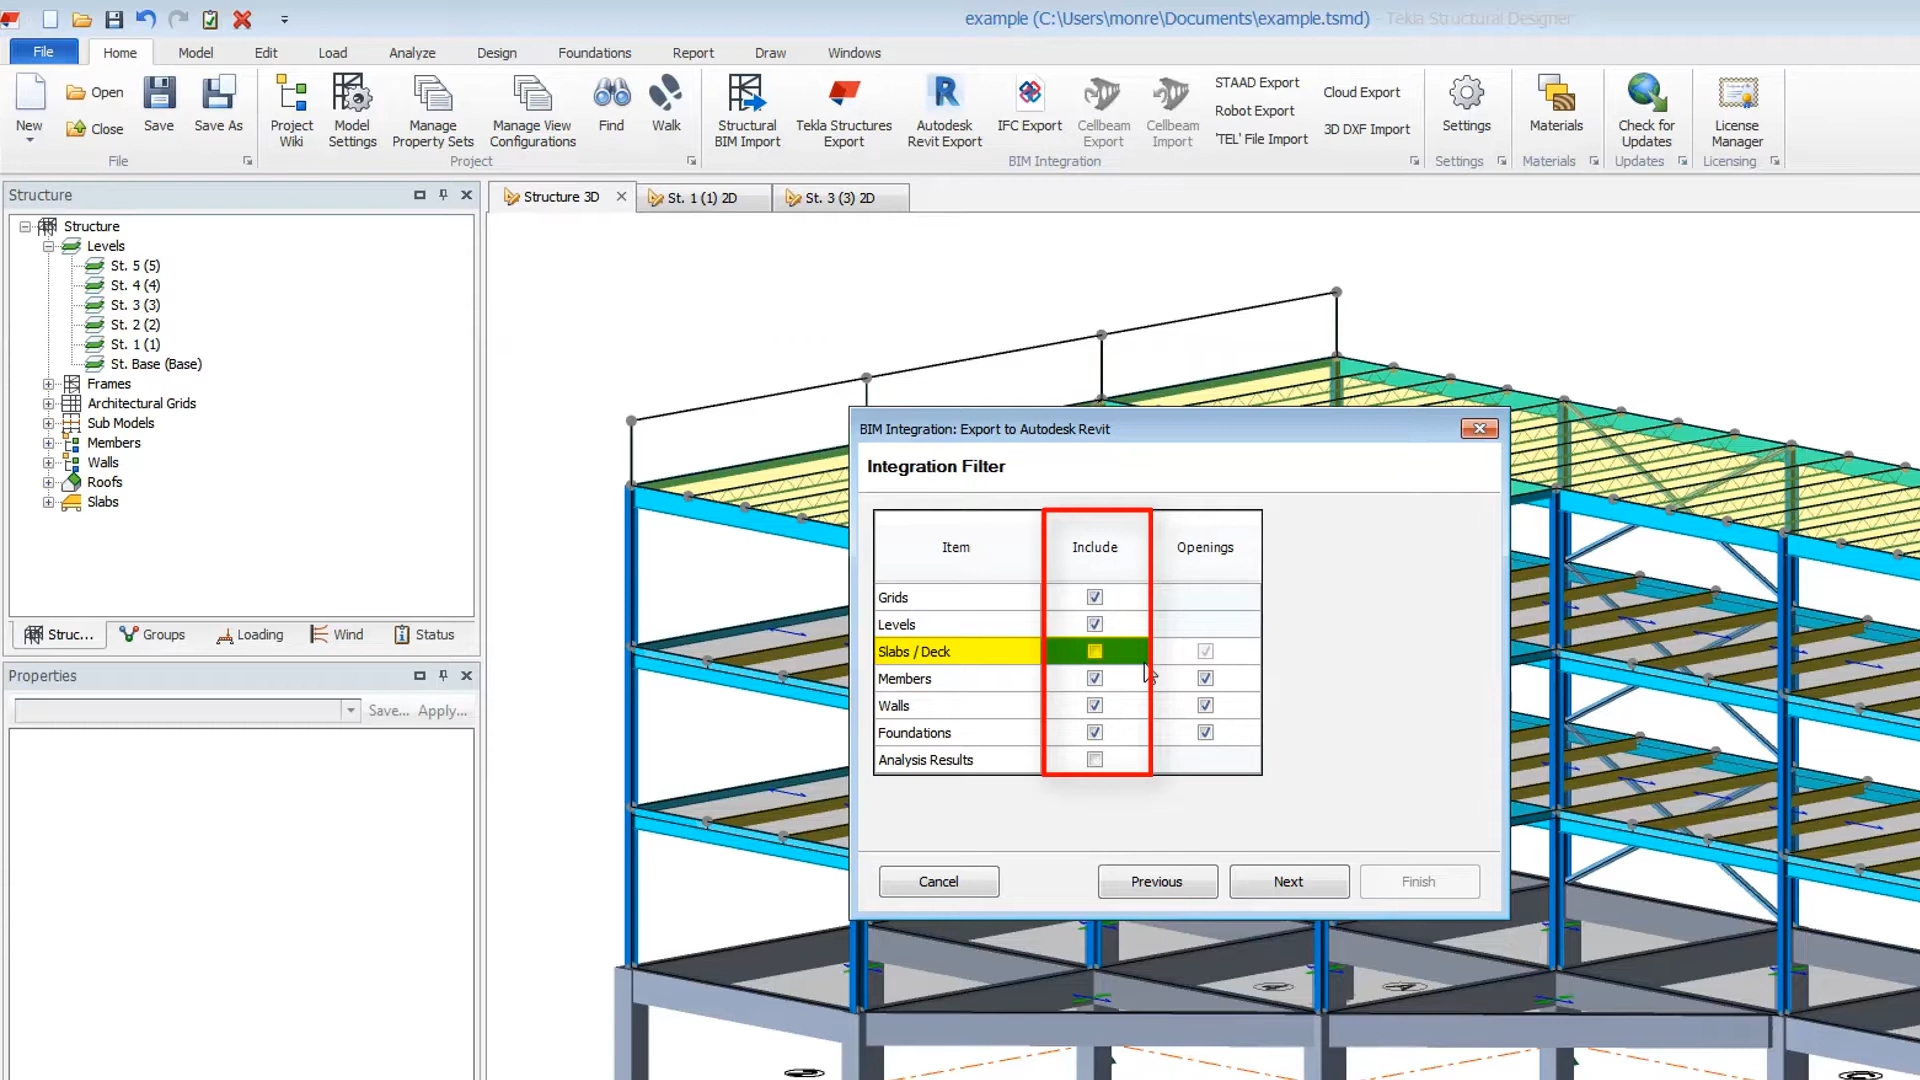 example (C:\Users\monre\Documents\example.tsmd) - Tekla Structural Designer
File Home Model Edit Load Analyze Design Foundations Report Draw Windows
New
Open
Close
Save
Save As
File
Project Wiki
Model Settings
Manage Property Sets
Manage View Configurations
Find
Walk
Project
Structural BIM Import
Tekla Structures Export
Autodesk Revit Export
IFC Export
Cellbeam Export
Cellbeam Import
STAAD Export
Robot Export
'TEL' File Import
Cloud Export
3D DXF Import
BIM Integration
Settings
Settings
Materials
Materials
Check for Updates
Updates
License Manager
Licensing
Structure
Structure
Levels
St. 5 (5)
St. 4 (4)
St. 3 (3)
St. 2 (2)
St. 1 (1)
St. Base (Base)
Frames
Architectural Grids
Sub Models
Members
Walls
Roofs
Slabs
Struc... Groups Loading Wind Status
Properties
Save... Apply...
Structure 3D St. 1 (1) 2D St. 3 (3) 2D
BIM Integration: Export to Autodesk Revit
Integration Filter
Item Include Openings
Grids
Levels
Slabs / Deck
Members
Walls
Foundations
Analysis Results
Cancel Previous Next Finish